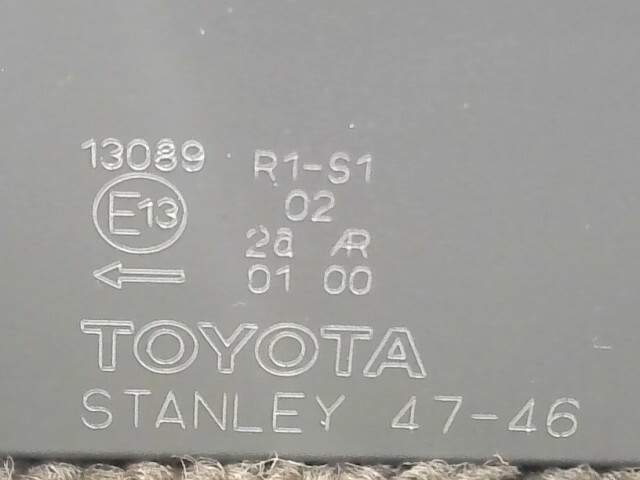 13089 R1-S1
E13 02
2a AR
← 01 00
TOYOTA
STANLEY 47-46